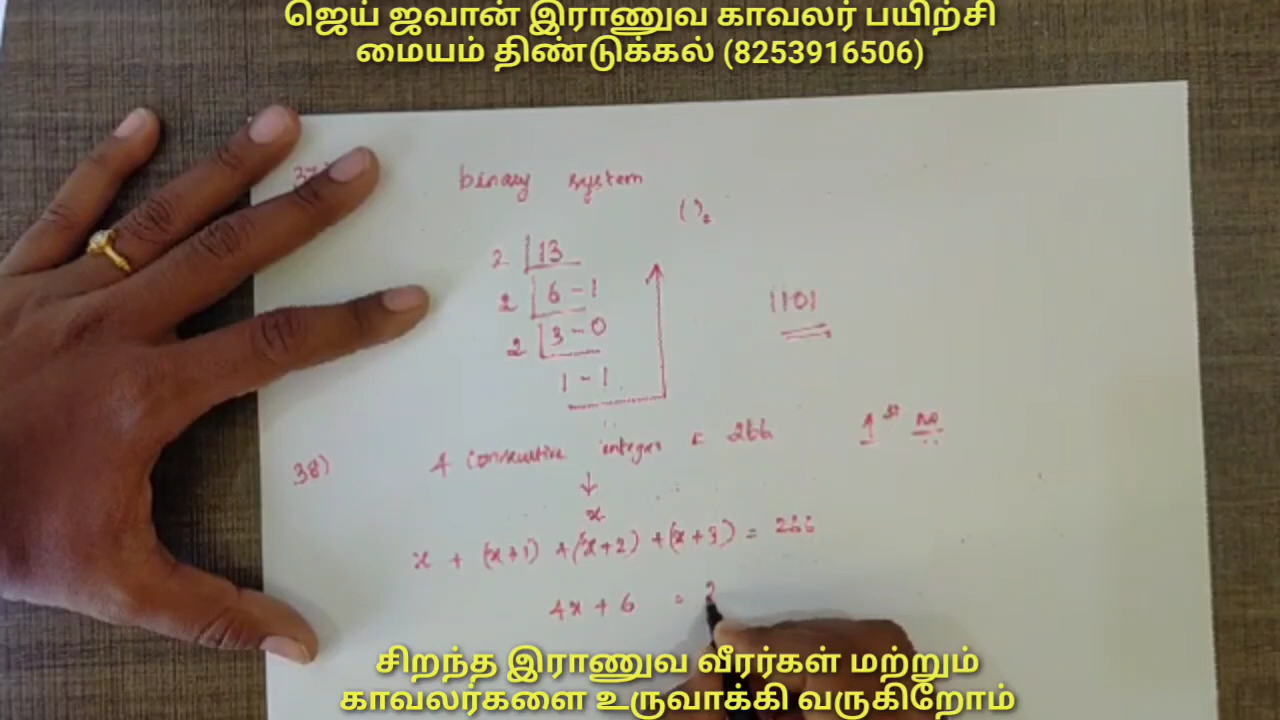 ஜெய் ஜவான் இராணுவ காவலர் பயிற்சி
மையம் திண்டுக்கல் (8253916506)
binary system
( )₂
2 13
2 6 - 1
2 3 - 0
1 - 1
1101
38) 4 consecutive integer = 266 1st no
x
x + (x+1) + (x+2) + (x+3) = 266
4x + 6 = 2
சிறந்த இராணுவ வீரர்கள் மற்றும்
காவலர்களை உருவாக்கி வருகிறோம்